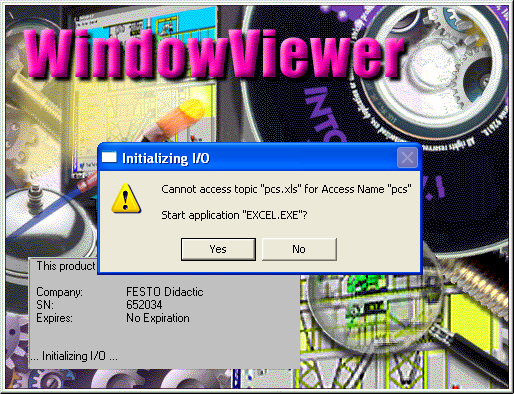 WindowViewer
INTO
Initializing I/O
Cannot access topic "pcs.xls" for Access Name "pcs"
Start application "EXCEL.EXE"?
Yes
No
This product
Company: FESTO Didactic
SN: 652034
Expires: No Expiration
... Initializing I/O ...